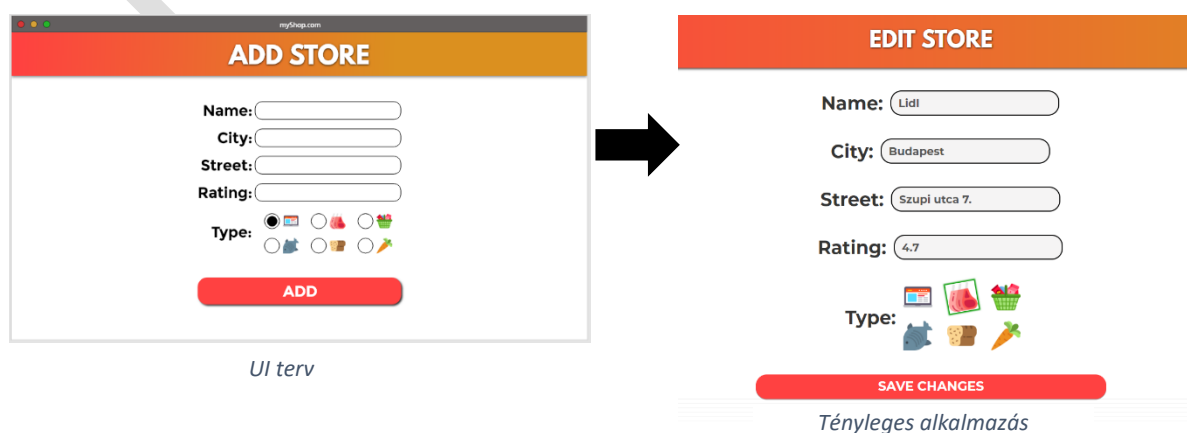 myShop.com
ADD STORE
Name:
City:
Street:
Rating:
Type:
ADD
UI terv
EDIT STORE
Name: Lidl
City: Budapest
Street: Szupi utca 7.
Rating: 4.7
Type:
SAVE CHANGES
Tényleges alkalmazás